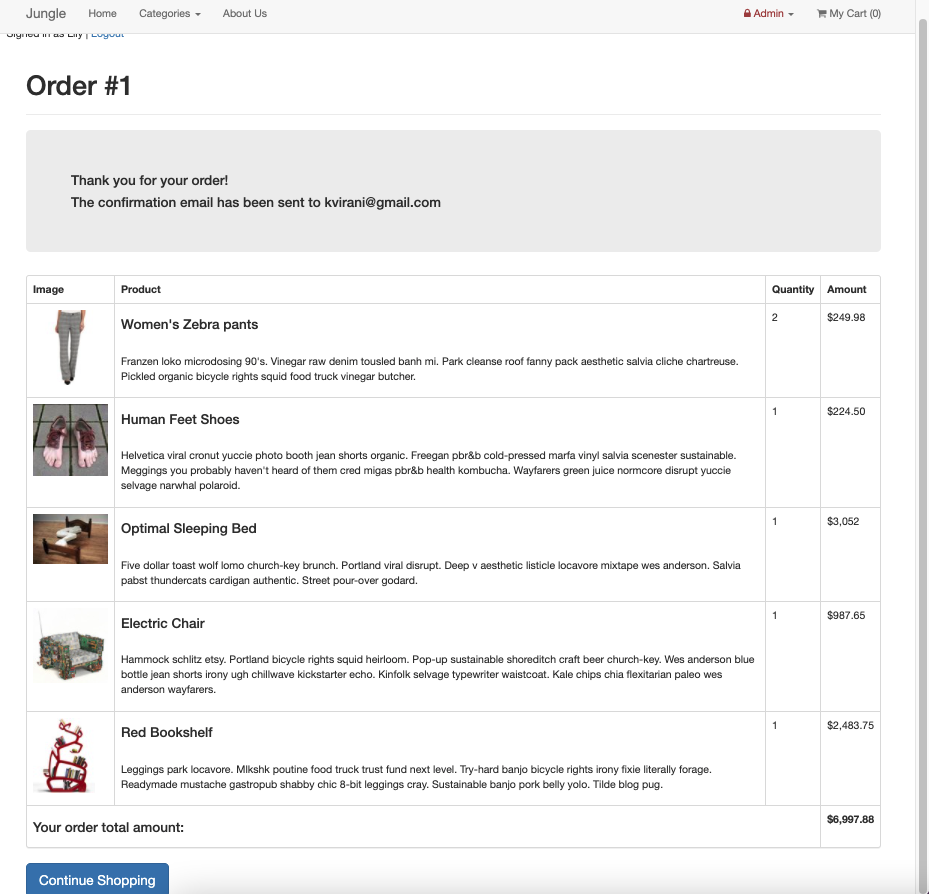 Jungle Home Categories About Us Admin My Cart (0)
Signed in as Lily | Logout
Order #1
Thank you for your order!
The confirmation email has been sent to kvirani@gmail.com
Image Product Quantity Amount
Women's Zebra pants 2 $249.98
Franzen loko microdosing 90's. Vinegar raw denim tousled banh mi. Park cleanse roof fanny pack aesthetic salvia cliche chartreuse.
Pickled organic bicycle rights squid food truck vinegar butcher.
Human Feet Shoes 1 $224.50
Helvetica viral cronut yuccie photo booth jean shorts organic. Freegan pbr&b cold-pressed marfa vinyl salvia scenester sustainable.
Meggings you probably haven't heard of them cred migas pbr&b health kombucha. Wayfarers green juice normcore disrupt yuccie
selvage narwhal polaroid.
Optimal Sleeping Bed 1 $3,052
Five dollar toast wolf lomo church-key brunch. Portland viral disrupt. Deep v aesthetic listicle locavore mixtape wes anderson. Salvia
pabst thundercats cardigan authentic. Street pour-over godard.
Electric Chair 1 $987.65
Hammock schlitz etsy. Portland bicycle rights squid heirloom. Pop-up sustainable shoreditch craft beer church-key. Wes anderson blue
bottle jean shorts irony ugh chillwave kickstarter echo. Kinfolk selvage typewriter waistcoat. Kale chips chia flexitarian paleo wes
anderson wayfarers.
Red Bookshelf 1 $2,483.75
Leggings park locavore. Mlkshk poutine food truck trust fund next level. Try-hard banjo bicycle rights irony fixie literally forage.
Readymade mustache gastropub shabby chic 8-bit leggings cray. Sustainable banjo pork belly yolo. Tilde blog pug.
Your order total amount: $6,997.88
Continue Shopping